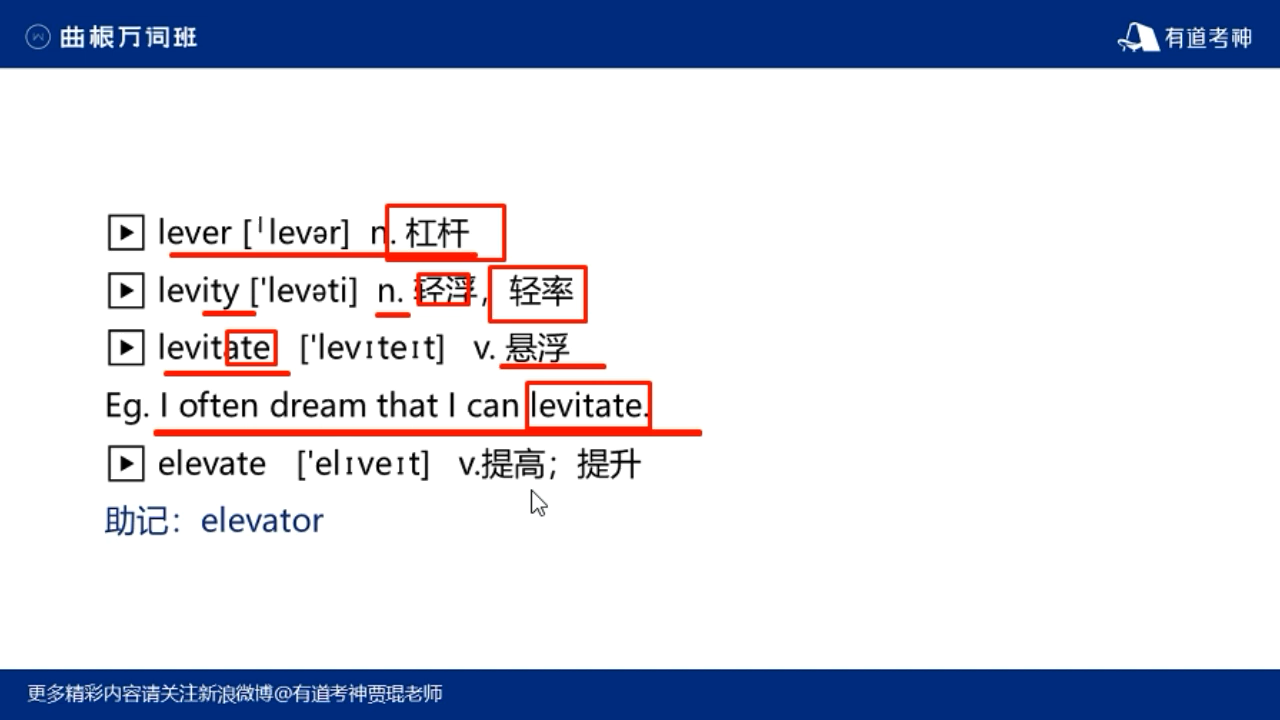 曲根万词班
有道考神
lever [ˈlevər] n. 杠杆
levity ['levəti] n. 轻浮，轻率
levitate ['levɪteɪt] v. 悬浮
Eg. I often dream that I can levitate.
elevate ['elɪveɪt] v.提高；提升
助记：elevator
更多精彩内容请关注新浪微博@有道考神贾琨老师